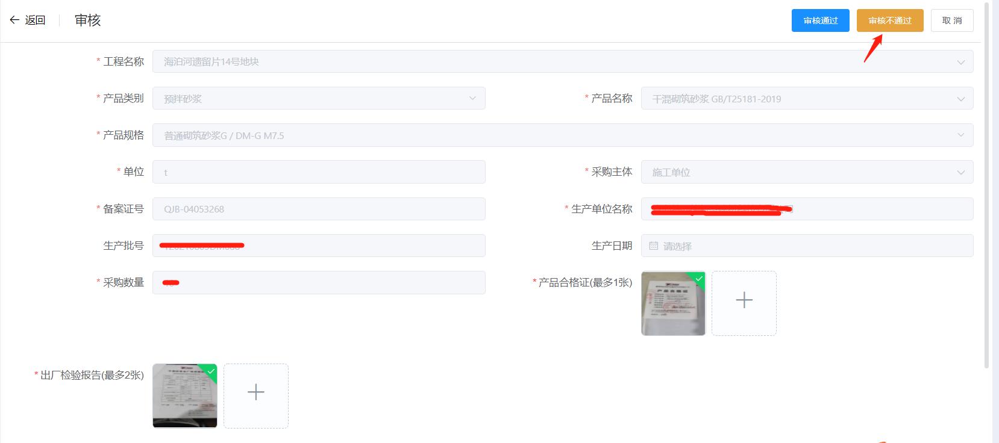 返回
审核
审核通过
审核不通过
取 消
* 工程名称
海泊河遗留片14号地块
* 产品类别
预拌砂浆
* 产品名称
干混砌筑砂浆 GB/T25181-2019
* 产品规格
普通砌筑砂浆G / DM-G M7.5
* 单位
t
* 采购主体
施工单位
* 备案证号
QJB-04053268
* 生产单位名称
生产批号
生产日期
请选择
* 采购数量
* 产品合格证(最多1张)
产品合格证
* 出厂检验报告(最多2张)